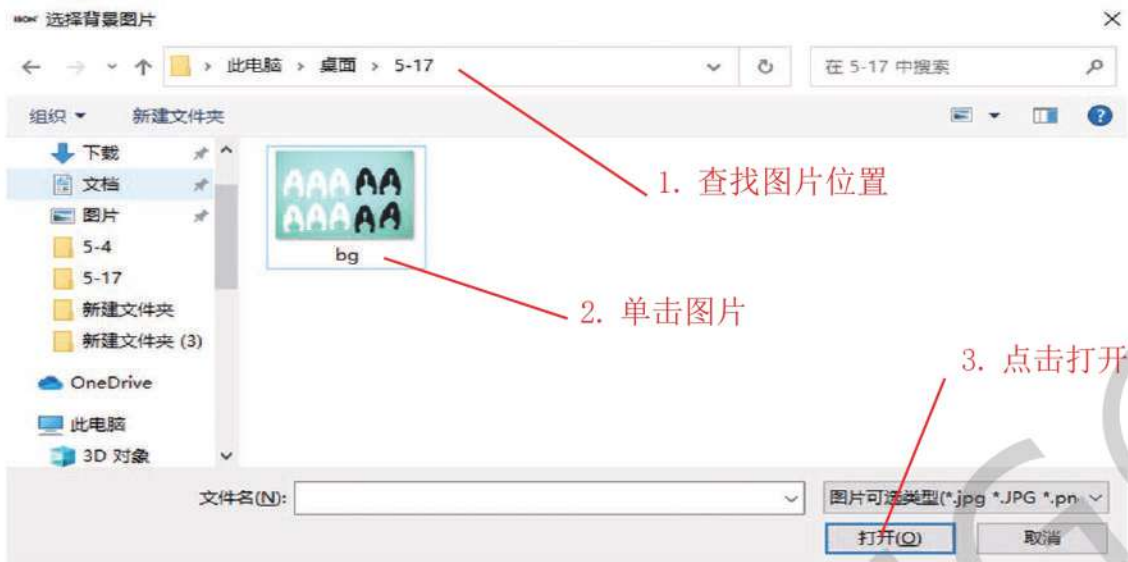 选择背景图片
此电脑 > 桌面 > 5-17
在 5-17 中搜索
组织
新建文件夹
下载
文档
图片
5-4
5-17
新建文件夹
新建文件夹 (3)
OneDrive
此电脑
3D 对象
bg
1. 查找图片位置
2. 单击图片
3. 点击打开
文件名(N):
图片可选类型(*.jpg *.JPG *.pn
打开(O)
取消